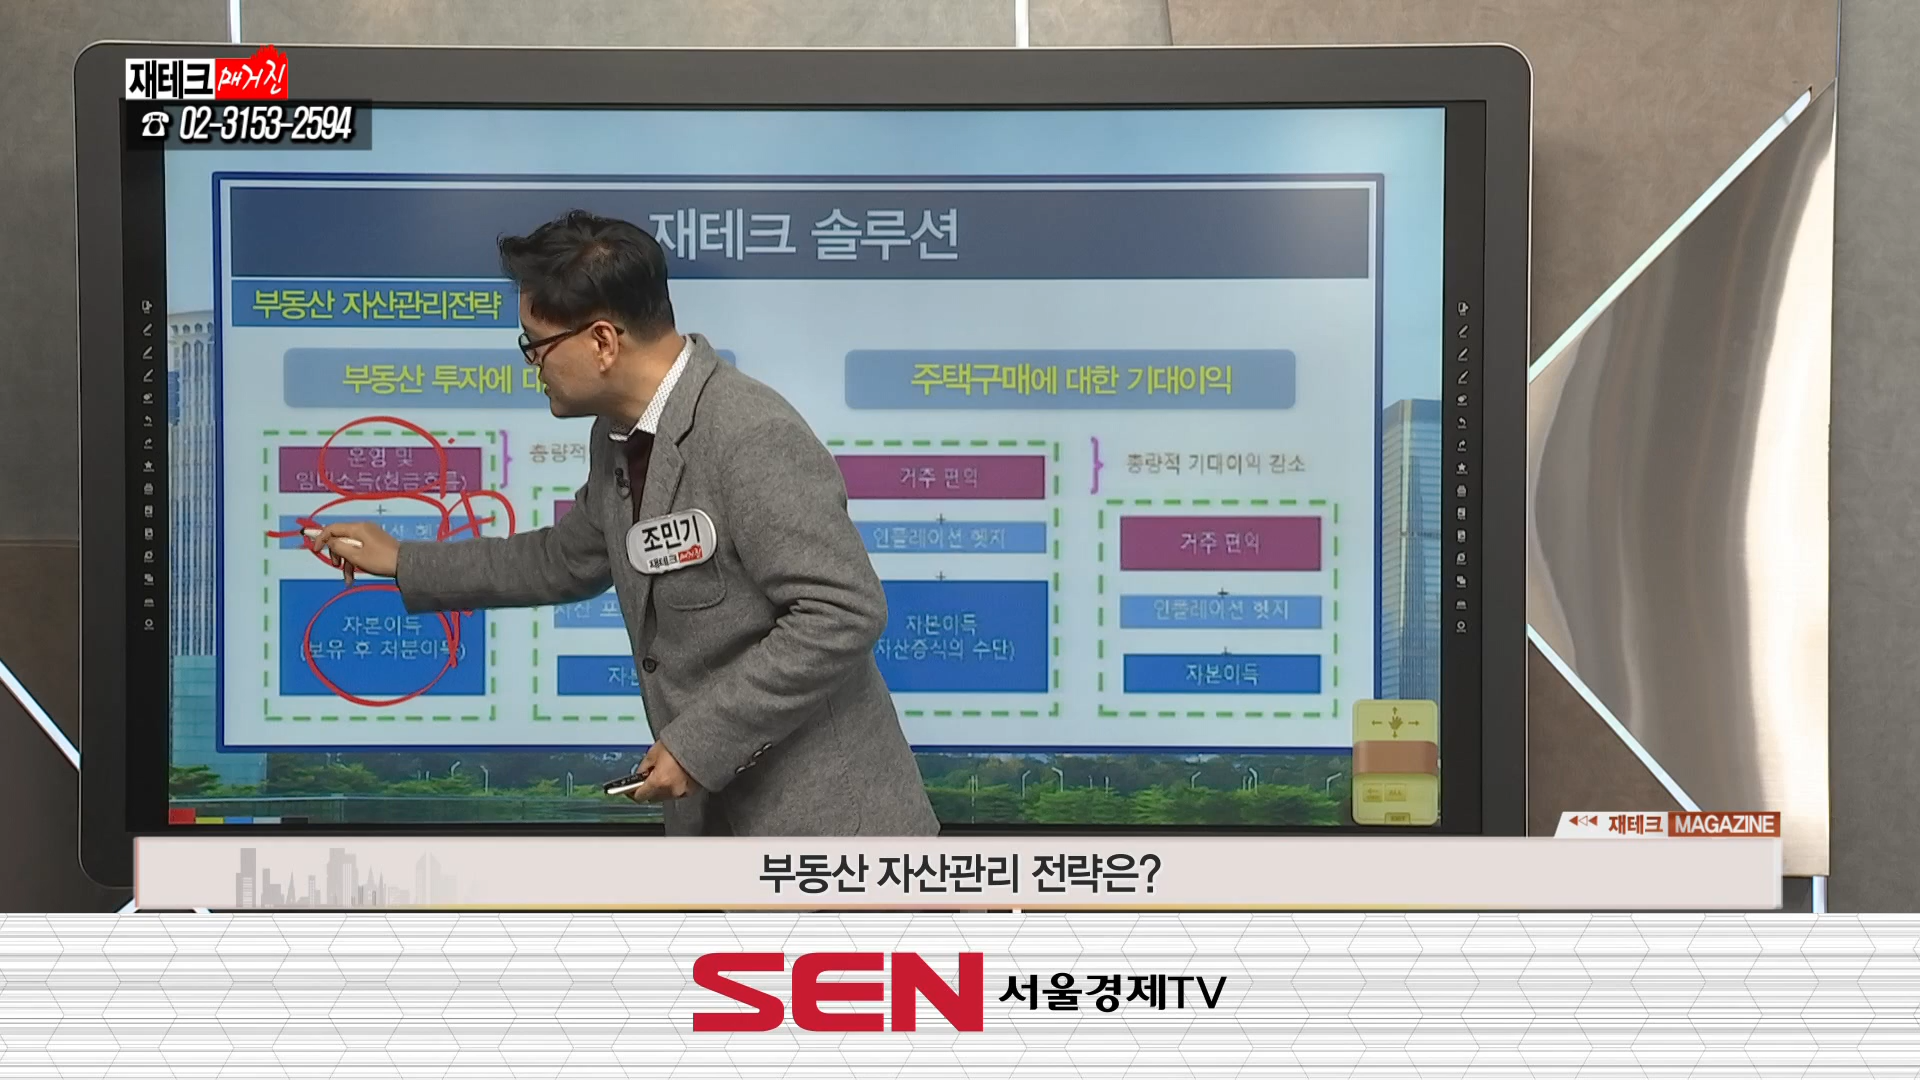 재테크 매거진
☎ 02-3153-2594
재테크 솔루션
부동산 자산관리전략
부동산 투자에 대
주택구매에 대한 기대이익
운영 및
임대소득(현금흐름)
+
자본이득
(보유 후 처분이득)
총량적
거주 편익
+
인플레이션 헷지
+
자본이득
자산증식의 수단)
총량적 기대이익 감소
거주 편익
+
인플레이션 헷지
+
자본이득
조민기
재테크 매거진
재테크 MAGAZINE
부동산 자산관리 전략은?
SEN 서울경제TV